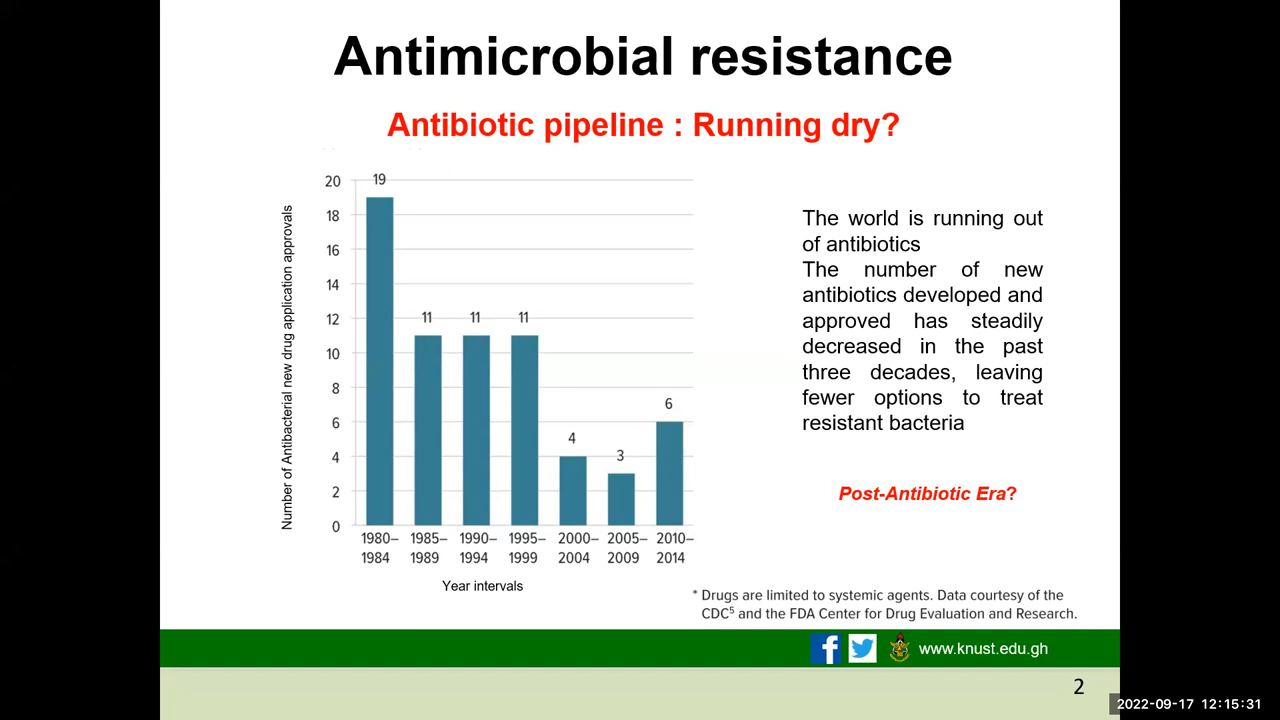 Antimicrobial resistance
Antibiotic pipeline : Running dry?
Number of Antibacterial new drug application approvals
20
18
16
14
12
10
8
6
4
2
0
19
11
11
11
4
3
6
1980–
1984
1985–
1989
1990–
1994
1995–
1999
2000–
2004
2005–
2009
2010–
2014
Year intervals
The world is running out
of antibiotics
The number of new
antibiotics developed and
approved has steadily
decreased in the past
three decades, leaving
fewer options to treat
resistant bacteria
Post-Antibiotic Era?
* Drugs are limited to systemic agents. Data courtesy of the
CDC⁵ and the FDA Center for Drug Evaluation and Research.
www.knust.edu.gh
2
2022-09-17 12:15:31